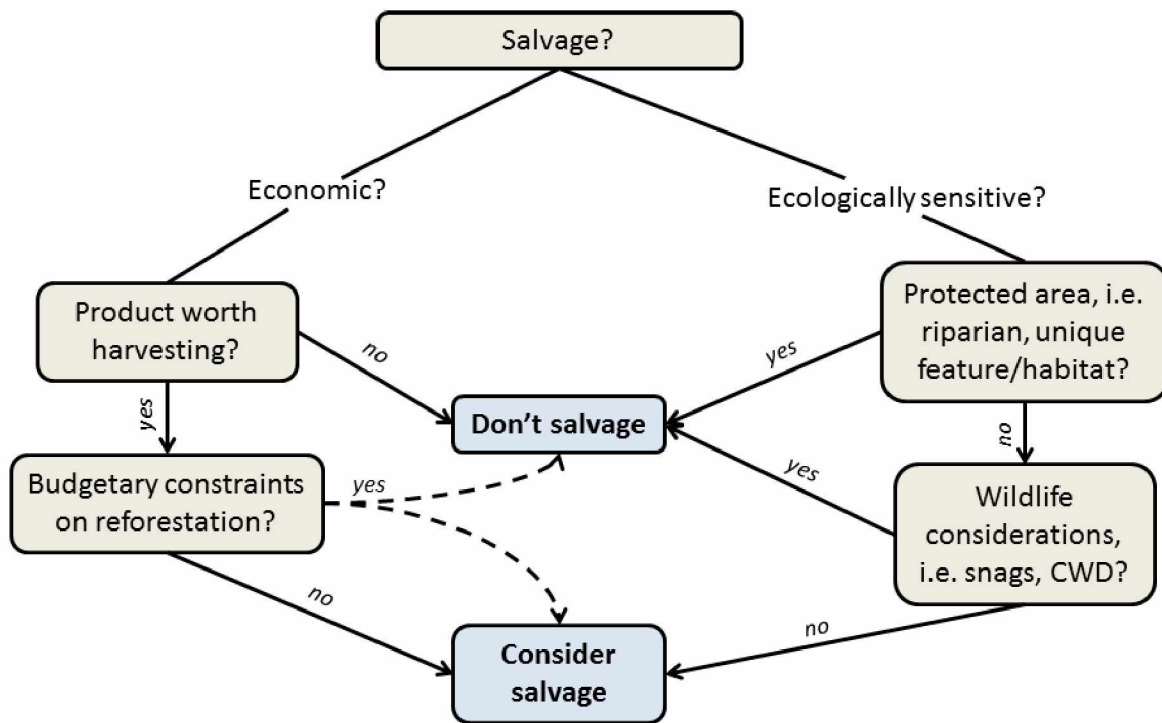 Salvage?
Economic?
Ecologically sensitive?
Product worth
harvesting?
Protected area, i.e.
riparian, unique
feature/habitat?
no
yes
yes
Don’t salvage
no
yes
Budgetary constraints
on reforestation?
yes
Wildlife
considerations,
i.e. snags, CWD?
no
no
Consider
salvage